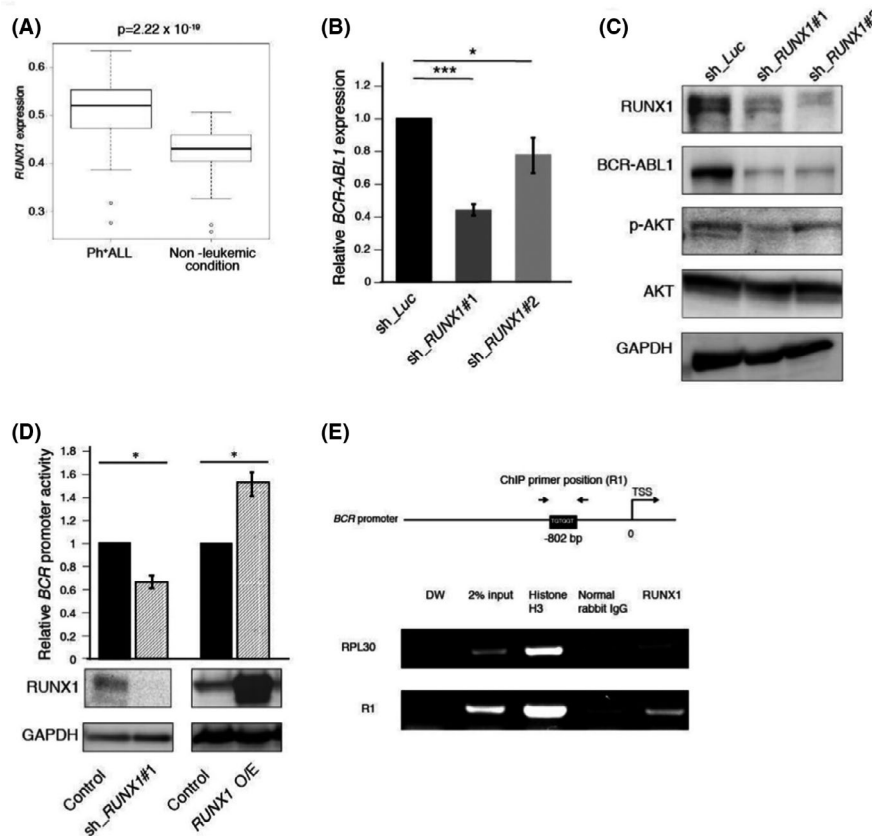 (A)
p=2.22 x 10⁻¹⁹
RUNX1 expression
0.6
0.5
0.4
0.3
Ph⁺ALL
Non -leukemic condition
(B)
Relative BCR-ABL1 expression
1.2
1.0
0.8
0.6
0.4
0.2
0
*
***
sh_Luc
sh_RUNX1#1
sh_RUNX1#2
(C)
sh_Luc
sh_RUNX1#1
sh_RUNX1#2
RUNX1
BCR-ABL1
p-AKT
AKT
GAPDH
(D)
Relative BCR promoter activity
1.8
1.6
1.4
1.2
1
0.8
0.6
0.4
0.2
0
*
*
RUNX1
GAPDH
Control
sh_RUNX1#1
Control
RUNX1 O/E
(E)
ChIP primer position (R1)
TSS
BCR promoter
TGTGGT
-802 bp
0
DW
2% input
Histone H3
Normal rabbit IgG
RUNX1
RPL30
R1